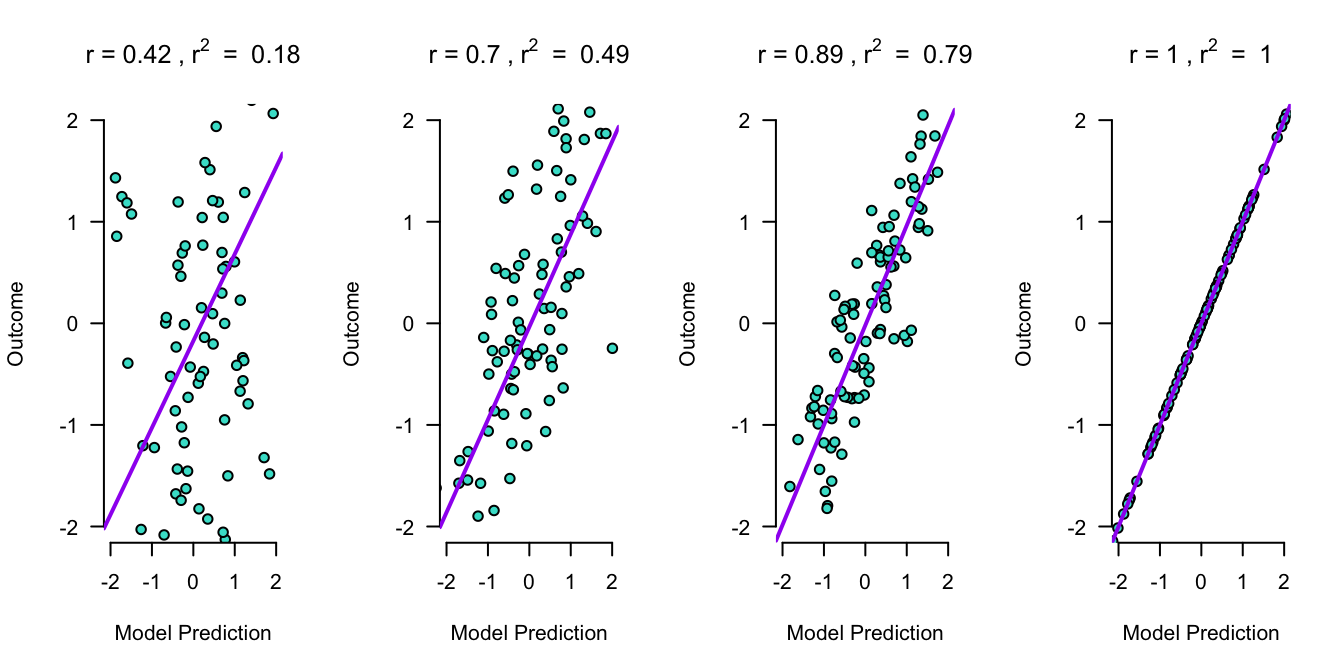 r = 0.42 , r² = 0.18
2
1
0
-1
-2
Outcome
-2 -1 0 1 2
Model Prediction
r = 0.7 , r² = 0.49
2
1
0
-1
-2
Outcome
-2 -1 0 1 2
Model Prediction
r = 0.89 , r² = 0.79
2
1
0
-1
-2
Outcome
-2 -1 0 1 2
Model Prediction
r = 1 , r² = 1
2
1
0
-1
-2
Outcome
-2 -1 0 1 2
Model Prediction